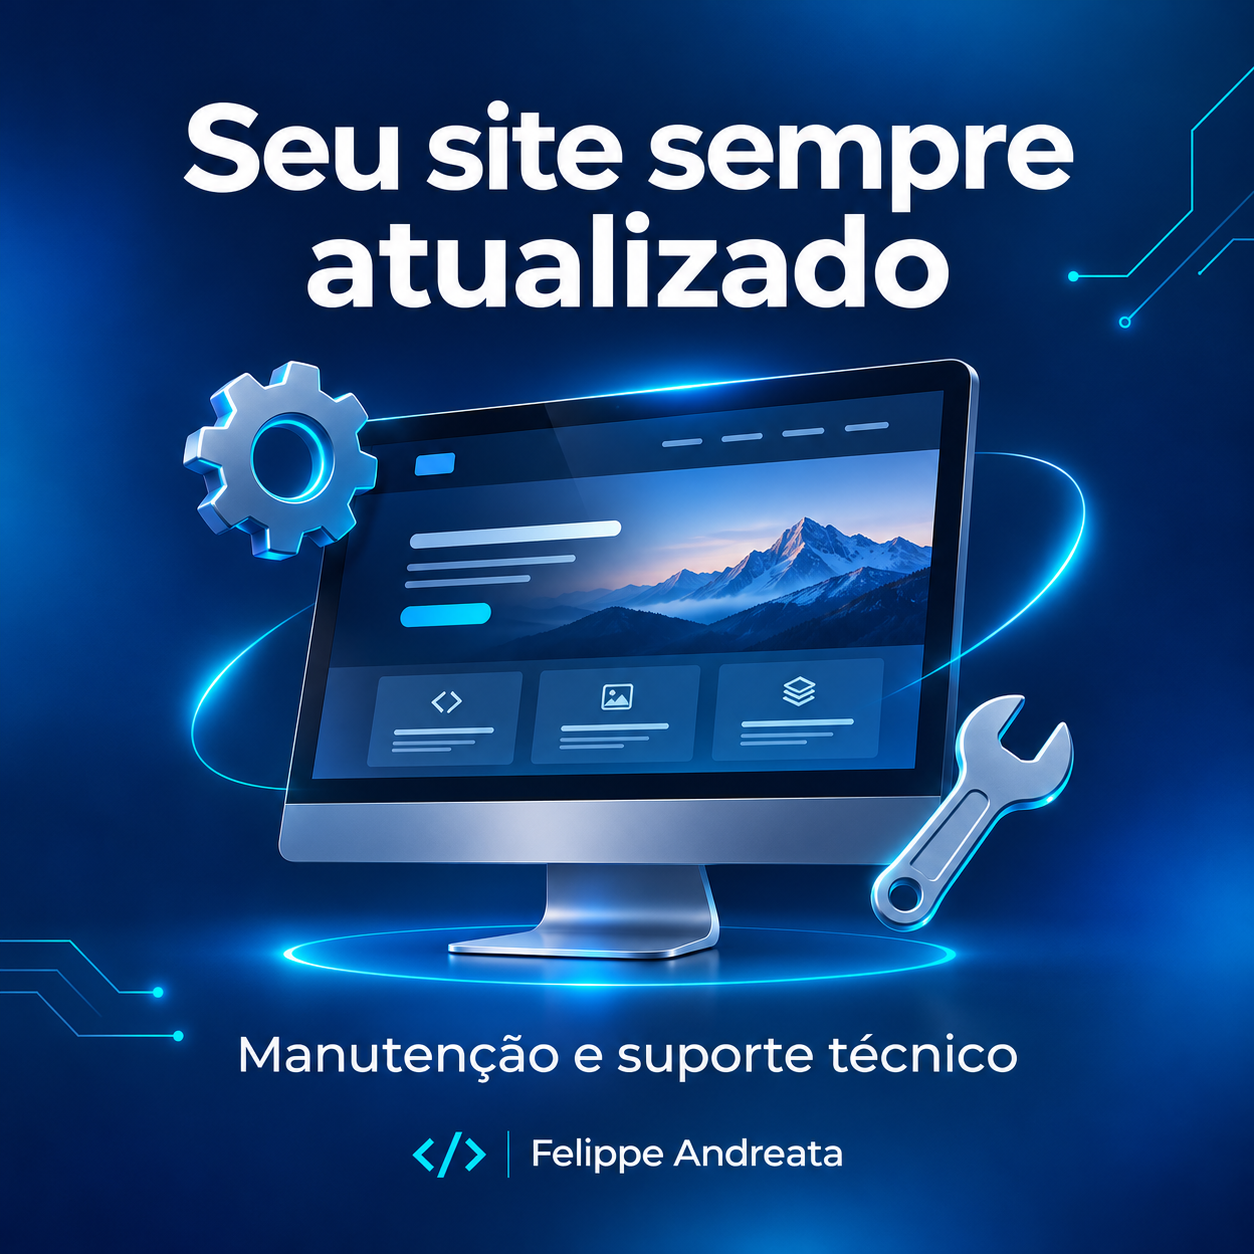 Seu site sempre
atualizado
Manutenção e suporte técnico
</> | Felippe Andreata